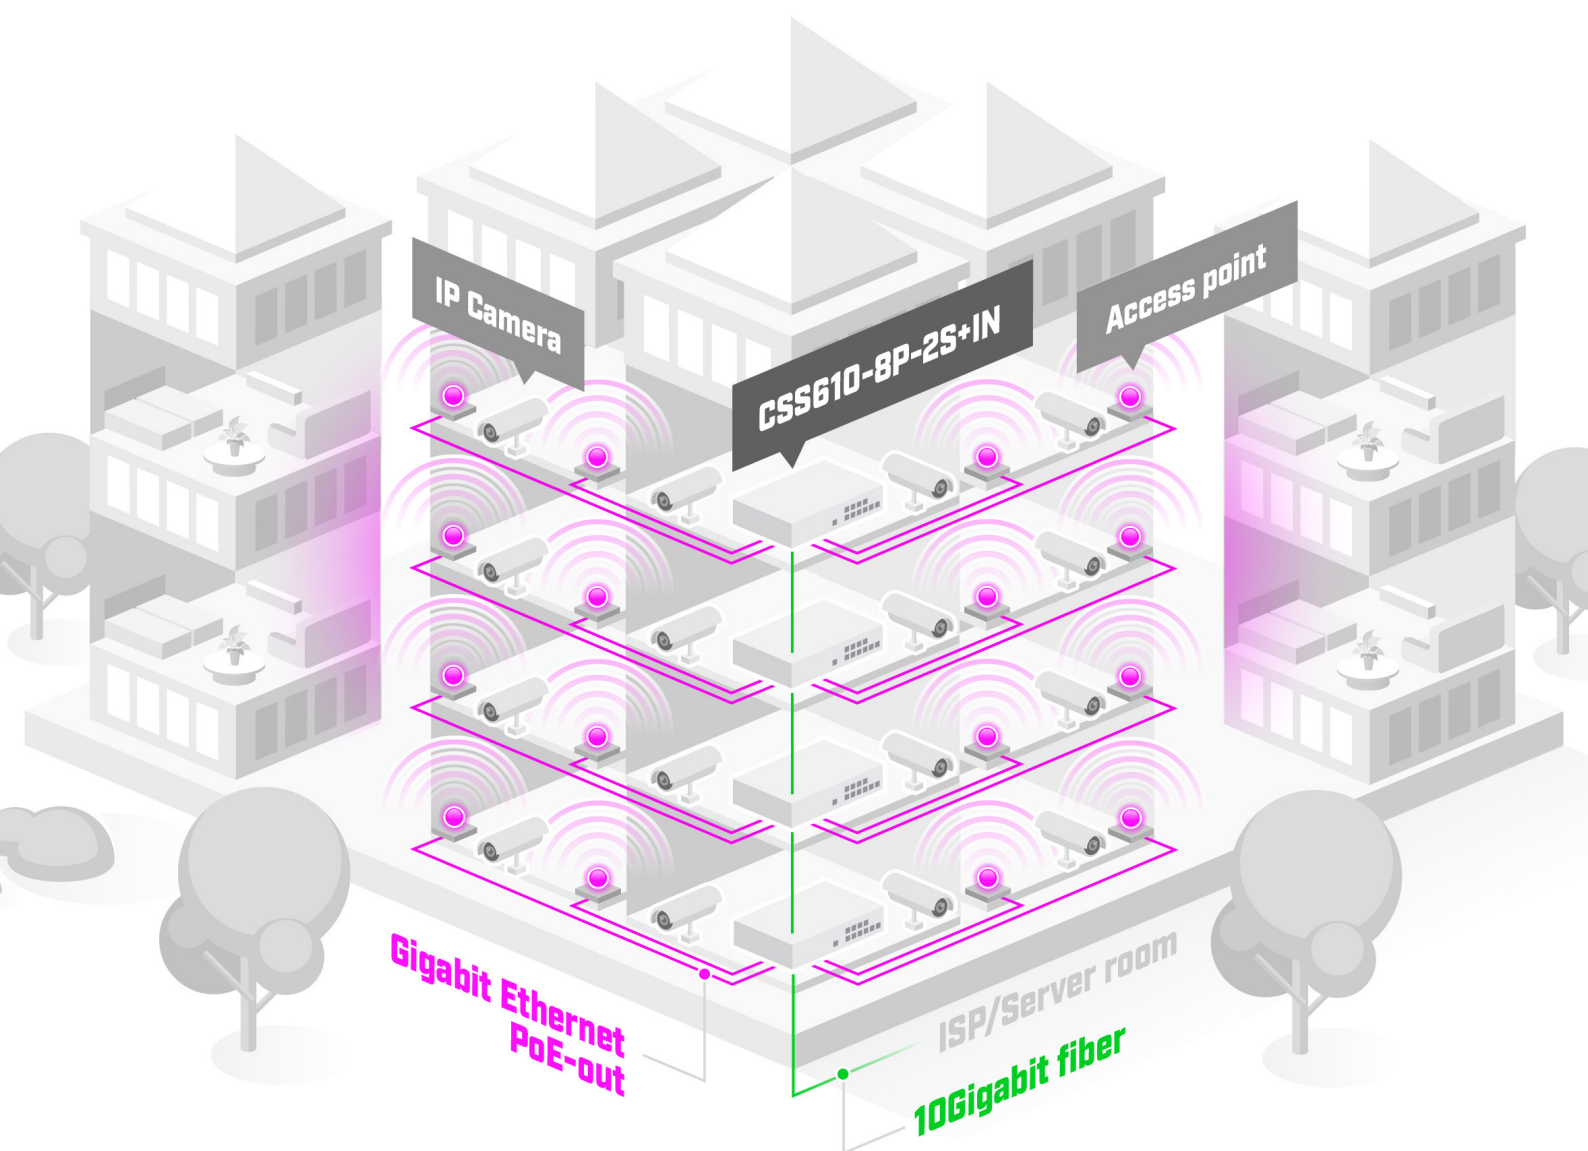 IP Camera
CSS610-8P-2S+IN
Access point
Gigabit Ethernet
PoE-out
ISP/Server room
10Gigabit fiber